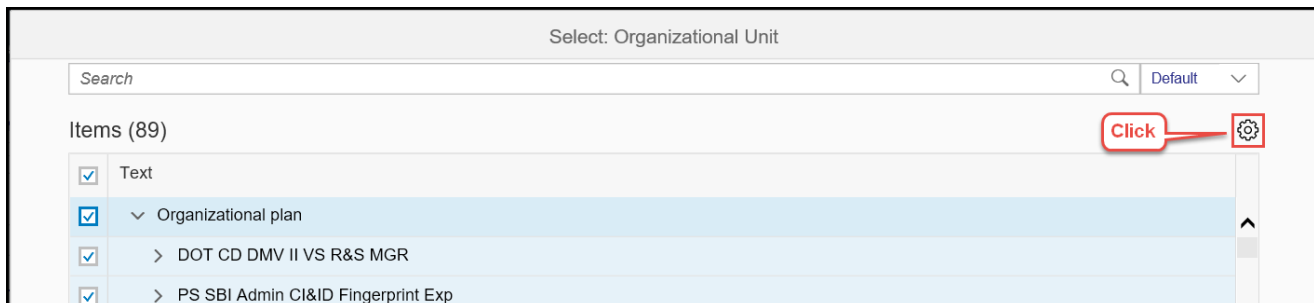 Select: Organizational Unit
Search
Default
Items (89)
Click
Text
Organizational plan
DOT CD DMV II VS R&S MGR
PS SBI Admin CI&ID Fingerprint Exp